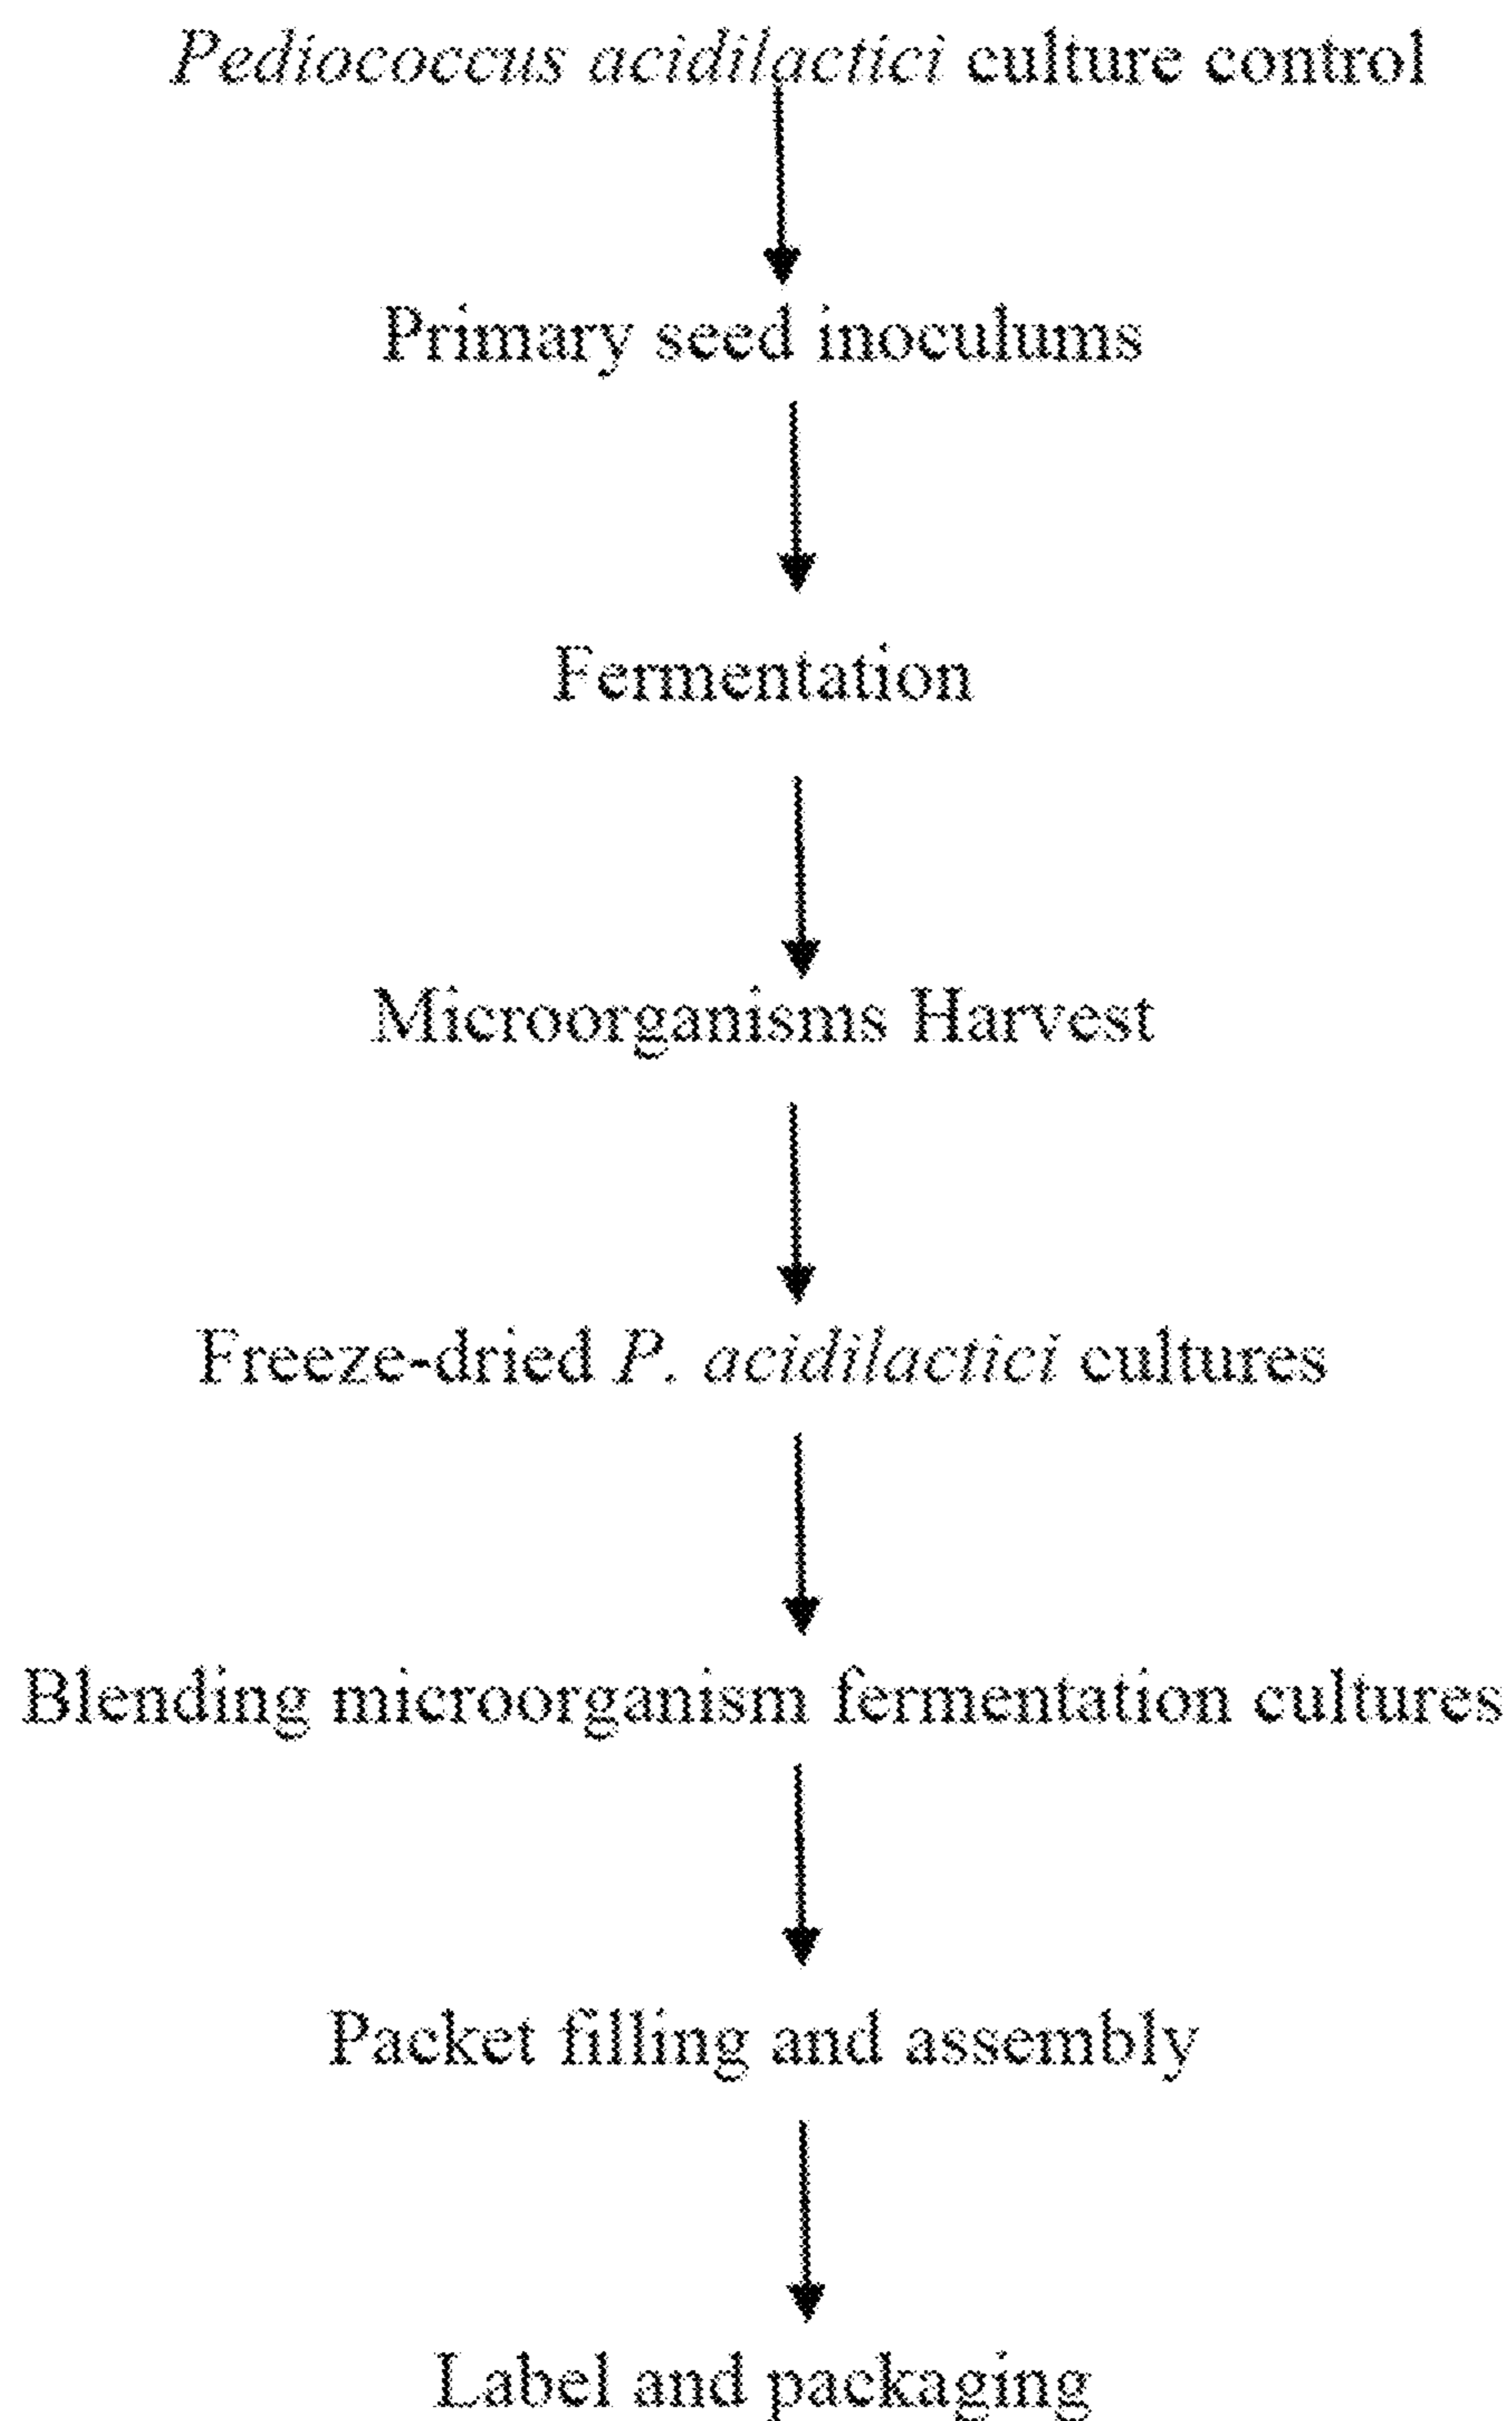 Pediococcus acidilactici culture control
Primary seed inoculums
Fermentation
Microorganisms Harvest
Freeze-dried P. acidilactici cultures
Blending microorganism fermentation cultures
Packet filling and assembly
Label and packaging